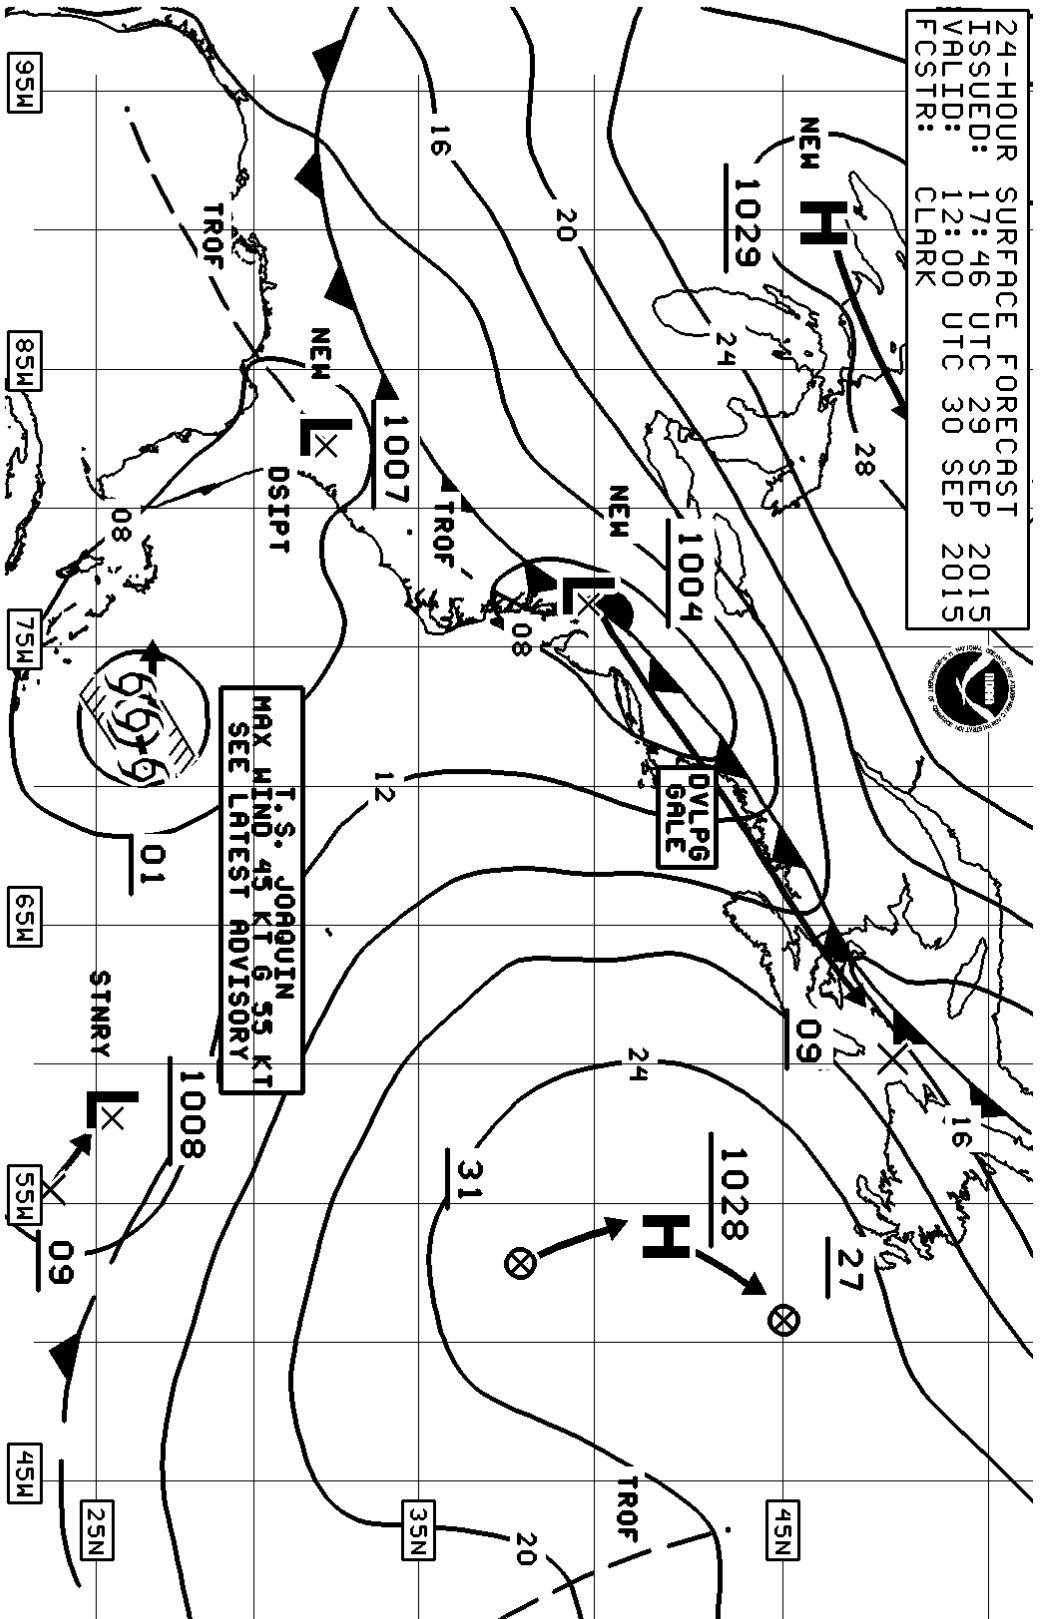 24-HOUR SURFACE FORECAST
ISSUED: 17:46 UTC 29 SEP 2015
VALID: 12:00 UTC 30 SEP 2015
FCSTR: CLARK
NEW
H
1029
28
24
20
16
NEW
1004
L
TROF
08
1007
NEW
L
DSIPT
TROF
08
DVLPG
GALE
12
T.S. JOAQUIN
MAX WIND 45 KT G 55 KT
SEE LATEST ADVISORY
01
09
16
24
27
1028
H
31
1008
L
STNRY
09
TROF
20
45N
35N
25N
95W
85W
75W
65W
55W
45W
NOAA